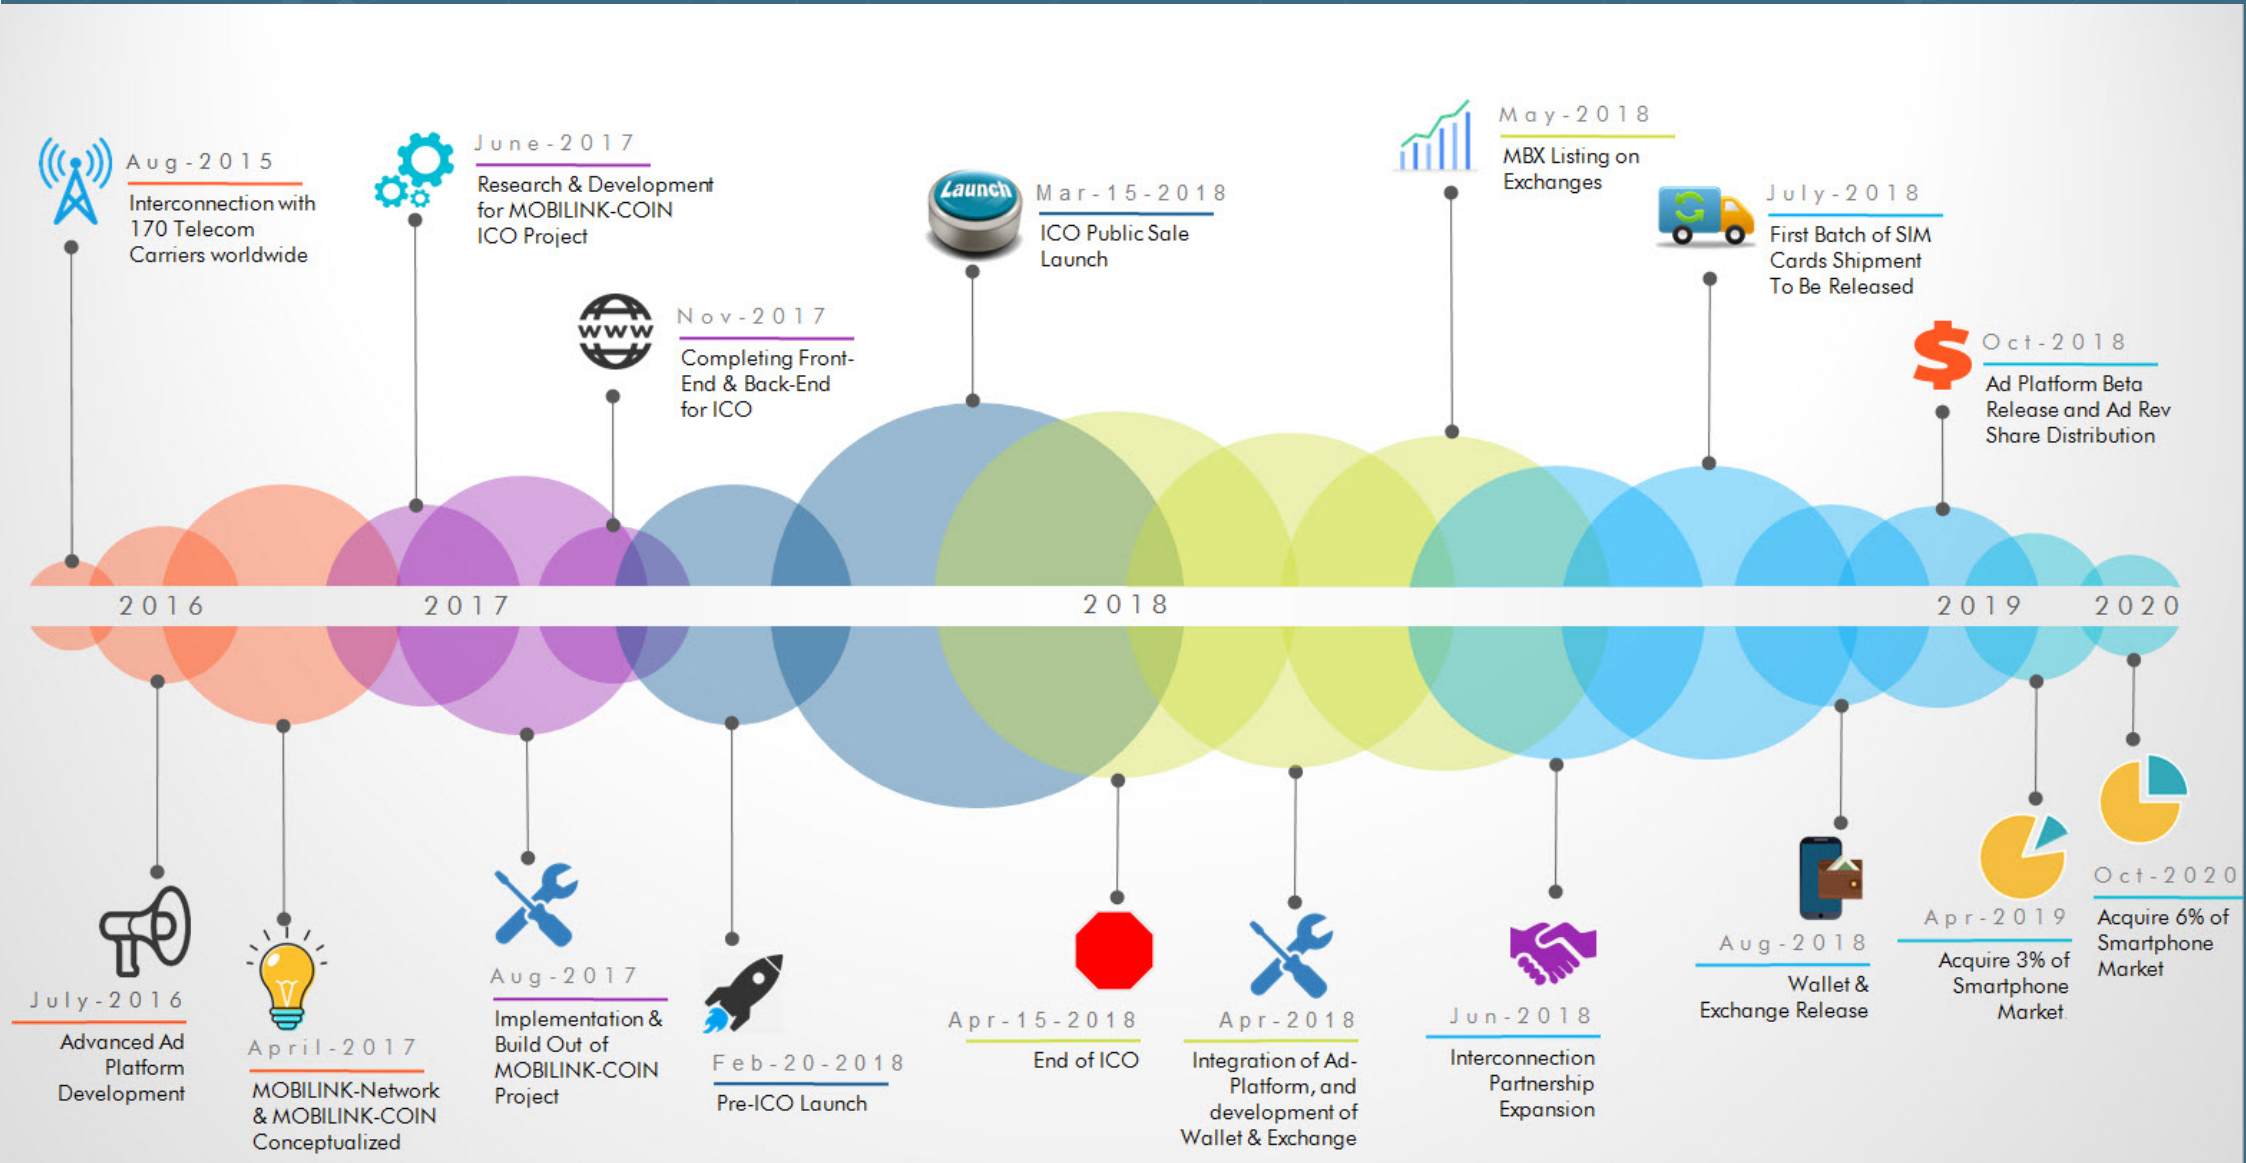 Aug-2015
Interconnection with
170 Telecom
Carriers worldwide
June-2017
Research & Development
for MOBILINK-COIN
ICO Project
www
Nov-2017
Completing Front-
End & Back-End
for ICO
Launch
Mar-15-2018
ICO Public Sale
Launch
May-2018
MBX Listing on
Exchanges
July-2018
First Batch of SIM
Cards Shipment
To Be Released
Oct-2018
Ad Platform Beta
Release and Ad Rev
Share Distribution
2016
2017
2018
2019
2020
July-2016
Advanced Ad
Platform
Development
April-2017
MOBILINK-Network
& MOBILINK-COIN
Conceptualized
Aug-2017
Implementation &
Build Out of
MOBILINK-COIN
Project
Feb-20-2018
Pre-ICO Launch
Apr-15-2018
End of ICO
Apr-2018
Integration of Ad-
Platform, and
development of
Wallet & Exchange
Jun-2018
Interconnection
Partnership
Expansion
Aug-2018
Wallet &
Exchange Release
Apr-2019
Acquire 3% of
Smartphone
Market.
Oct-2020
Acquire 6% of
Smartphone
Market